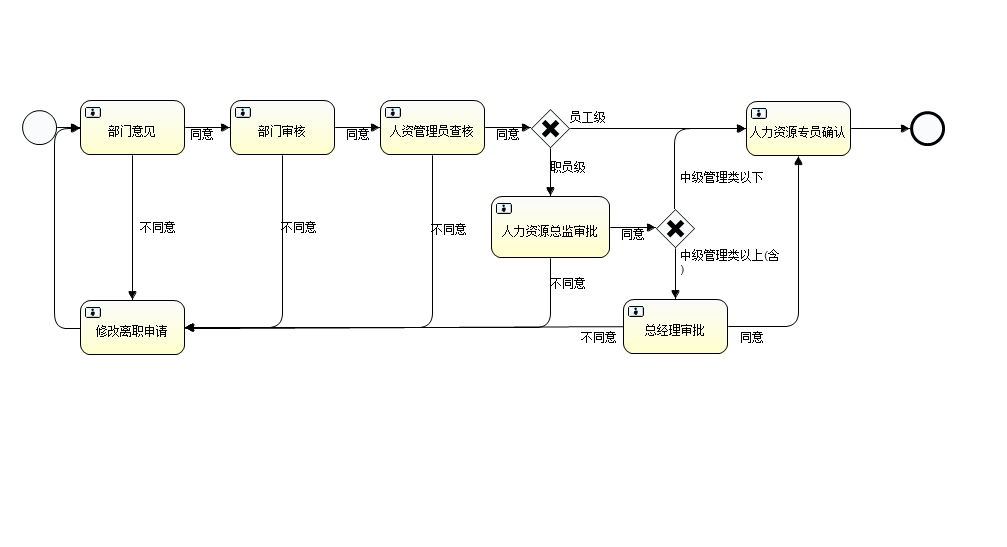 员工级
部门意见
同意
部门审核
同意
人资管理员查核
同意
人力资源专员确认
职员级
中级管理类以下
不同意
不同意
不同意
人力资源总监审批
同意
中级管理类以上(含
)
不同意
修改离职申请
不同意
总经理审批
同意